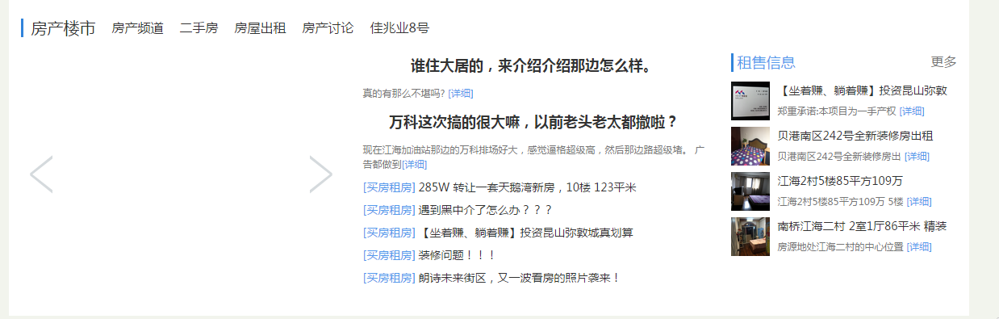 房产楼市 房产频道 二手房 房屋出租 房产讨论 佳兆业8号
谁住大居的，来介绍介绍那边怎么样。
真的有那么不堪吗? [详细]
万科这次搞的很大嘛，以前老头老太都撤啦？
现在江海加油站那边的万科排场好大，感觉逼格超级高，然后那边路超级堵。 广
告都做到[详细]
[买房租房] 285W 转让一套天鹅湾新房，10楼 123平米
[买房租房] 遇到黑中介了怎么办？？？
[买房租房] 【坐着赚、躺着赚】投资昆山弥敦城真划算
[买房租房] 装修问题！！！
[买房租房] 朗诗未来街区，又一波看房的照片袭来！
租售信息 更多
【坐着赚、躺着赚】投资昆山弥敦
郑重承诺:本项目为一手产权 [详细]
贝港南区242号全新装修房出租
贝港南区242号全新装修房出 [详细]
江海2村5楼85平方109万
江海2村5楼85平方109万 5楼 [详细]
南桥江海二村 2室1厅86平米 精装
房源地处江海二村的中心位置 [详细]